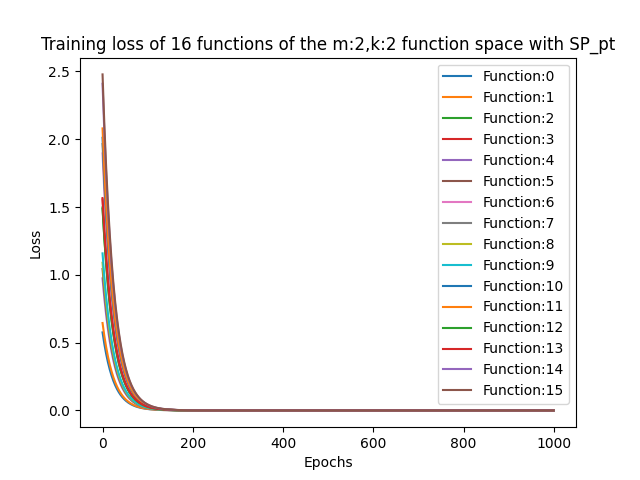 Training loss of 16 functions of the m:2,k:2 function space with SP_pt
2.5
2.0
1.5
1.0
0.5
0.0
Loss
0 200 400 600 800 1000
Epochs
Function:0
Function:1
Function:2
Function:3
Function:4
Function:5
Function:6
Function:7
Function:8
Function:9
Function:10
Function:11
Function:12
Function:13
Function:14
Function:15